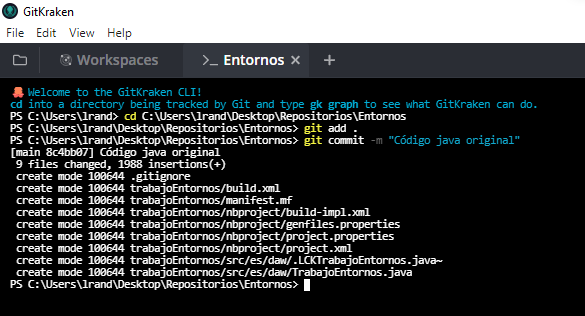 GitKraken
File Edit View Help
Workspaces >_ Entornos × +
Welcome to the GitKraken CLI!
cd into a directory being tracked by Git and type gk graph to see what GitKraken can do.
PS C:\Users\lrand> cd C:\Users\lrand\Desktop\Repositorios\Entornos
PS C:\Users\lrand\Desktop\Repositorios\Entornos> git add .
PS C:\Users\lrand\Desktop\Repositorios\Entornos> git commit -m "Código java original"
[main 8c4bb07] Código java original
 9 files changed, 1988 insertions(+)
 create mode 100644 .gitignore
 create mode 100644 trabajoEntornos/build.xml
 create mode 100644 trabajoEntornos/manifest.mf
 create mode 100644 trabajoEntornos/nbproject/build-impl.xml
 create mode 100644 trabajoEntornos/nbproject/genfiles.properties
 create mode 100644 trabajoEntornos/nbproject/project.properties
 create mode 100644 trabajoEntornos/nbproject/project.xml
 create mode 100644 trabajoEntornos/src/es/daw/.LCKTrabajoEntornos.java~
 create mode 100644 trabajoEntornos/src/es/daw/TrabajoEntornos.java
PS C:\Users\lrand\Desktop\Repositorios\Entornos>